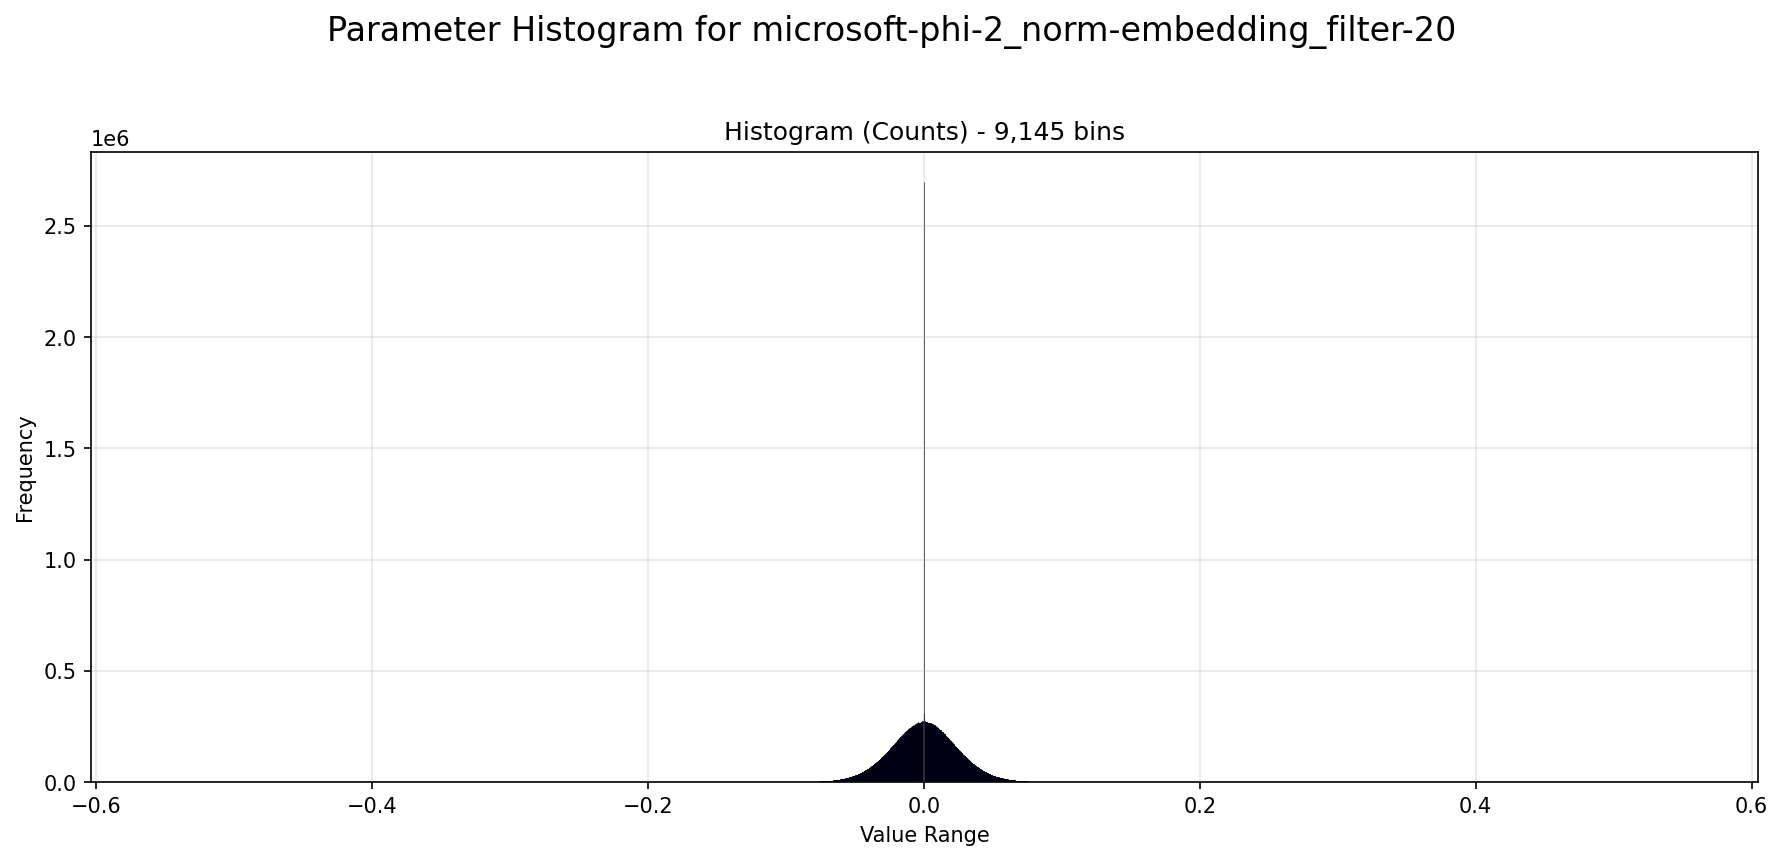 Parameter Histogram for microsoft-phi-2_norm-embedding_filter-20
Histogram (Counts) - 9,145 bins
1e6
2.5
2.0
1.5
1.0
0.5
0.0
Frequency
−0.6 −0.4 −0.2 0.0 0.2 0.4 0.6
Value Range